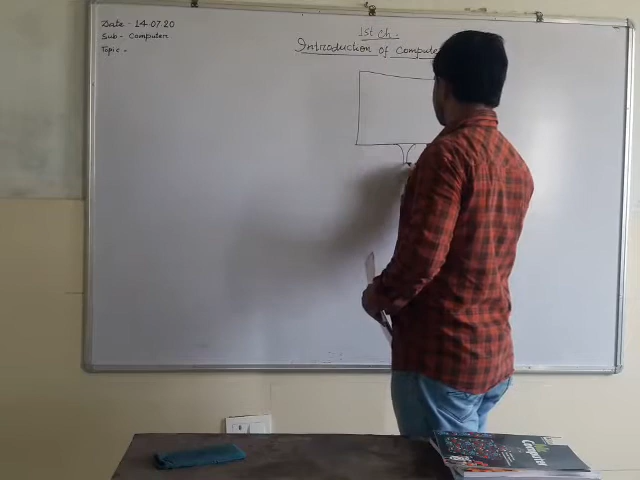 Date - 14.07.20
Sub - Computer
Topic -
1st Ch.
Introduction of Compute
Computer